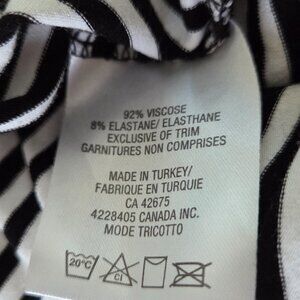 92% VISCOSE
8% ELASTANE/ ELASTHANE
EXCLUSIVE OF TRIM
GARNITURES NON COMPRISES
MADE IN TURKEY/
FABRIQUE EN TURQUIE
CA 42675
4228405 CANADA INC.
MODE TRICOTTO
20°C
Cl